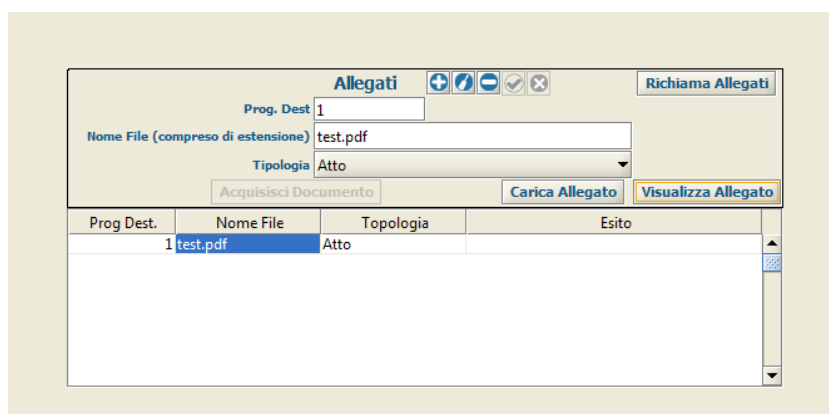 Allegati Richiama Allegati
Prog. Dest 1
Nome File (compreso di estensione) test.pdf
Tipologia Atto
Acquisisci Documento Carica Allegato Visualizza Allegato
Prog Dest. Nome File Topologia Esito
1 test.pdf Atto